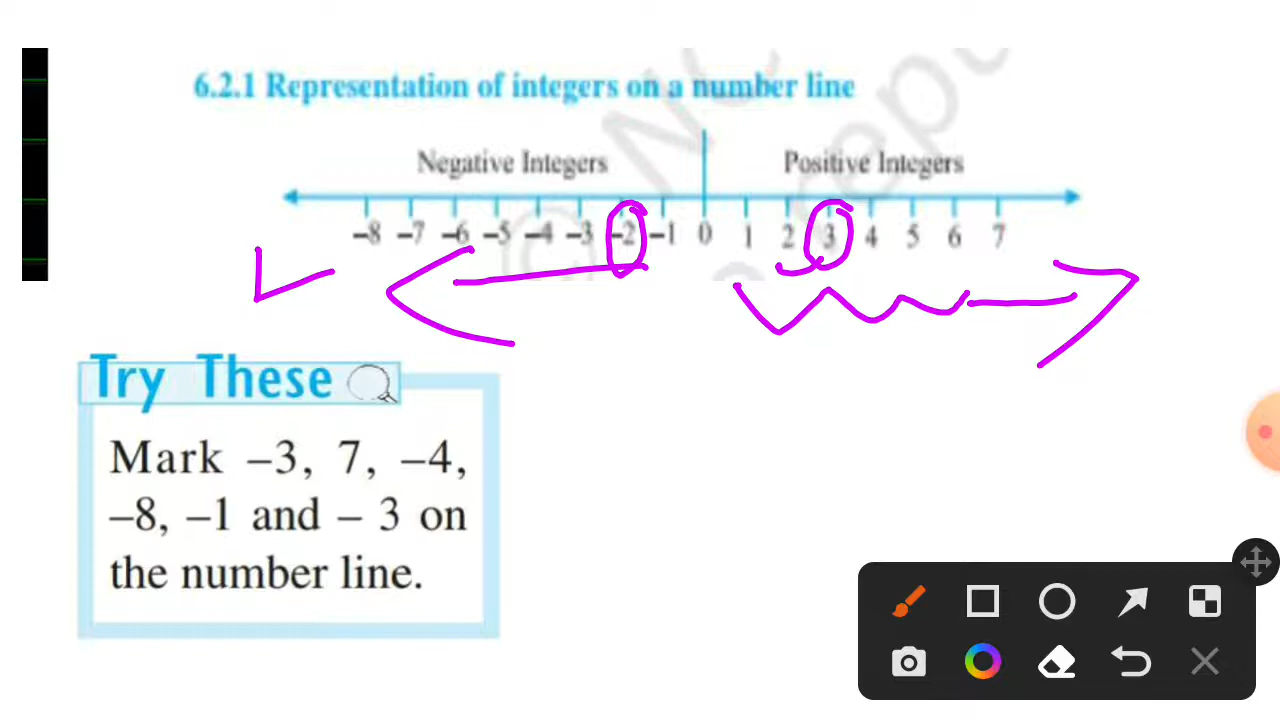 6.2.1 Representation of integers on a number line
Negative Integers Positive Integers
–8 –7 –6 –5 –4 –3 –2 –1 0 1 2 3 4 5 6 7
Try These
Mark –3, 7, –4,
–8, –1 and – 3 on
the number line.